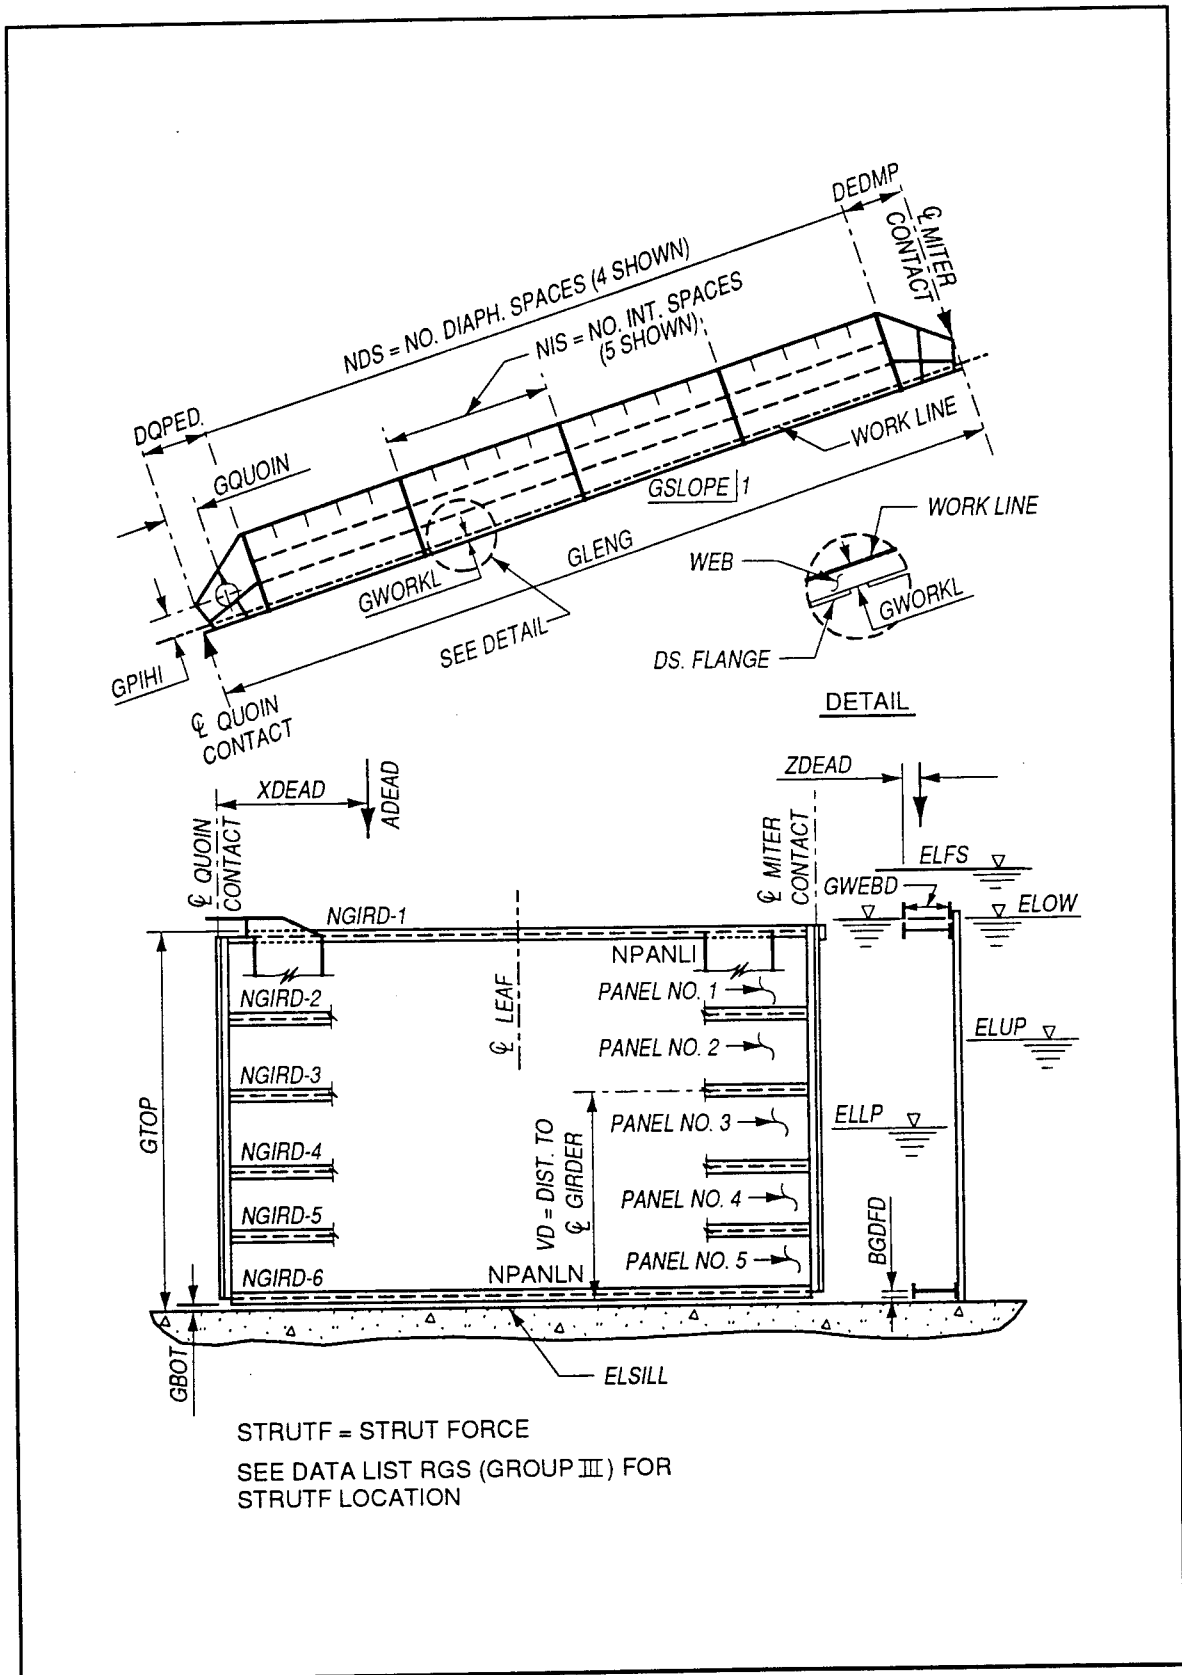 DEDMP
℄ MITER
CONTACT
NDS = NO. DIAPH. SPACES (4 SHOWN)
NIS = NO. INT. SPACES
(5 SHOWN)
DQPED.
GQUOIN
WORK LINE
GSLOPE 1
GLENG
WORK LINE
WEB
GWORKL
GWORKL
SEE DETAIL
DS. FLANGE
GPIHI
℄ QUOIN
CONTACT
DETAIL
ZDEAD
XDEAD
ADEAD
℄ QUOIN
CONTACT
℄ MITER
CONTACT
ELFS
GWEBD
ELOW
NGIRD-1
NPANLI
℄ LEAF
PANEL NO. 1
NGIRD-2
ELUP
PANEL NO. 2
NGIRD-3
GTOP
PANEL NO. 3
ELLP
VD = DIST. TO
℄ GIRDER
NGIRD-4
PANEL NO. 4
NGIRD-5
BGDFD
PANEL NO. 5
NGIRD-6
NPANLN
GBOT
ELSILL
STRUTF = STRUT FORCE
SEE DATA LIST RGS (GROUP III) FOR
STRUTF LOCATION